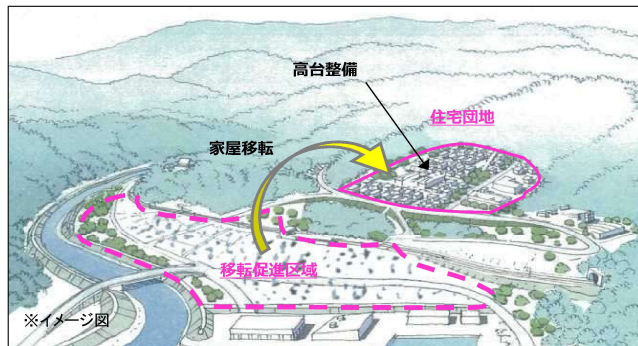 高台整備
住宅団地
家屋移転
移転促進区域
※イメージ図